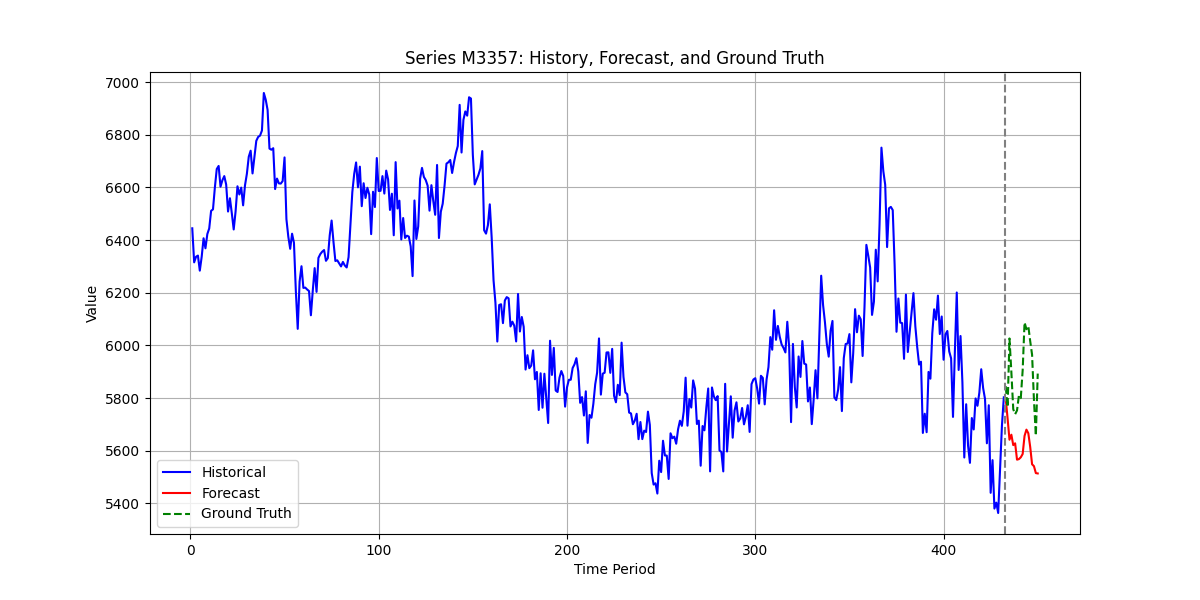 Series M3357: History, Forecast, and Ground Truth
7000
6800
6600
6400
6200
6000
5800
5600
5400
Value
Historical
Forecast
Ground Truth
0
100
200
300
400
Time Period